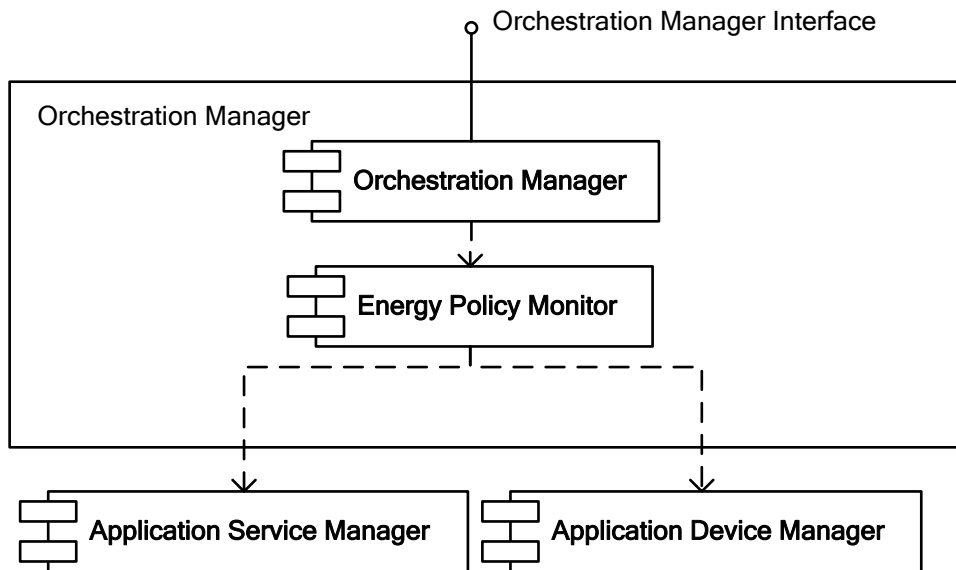 Orchestration Manager Interface
Orchestration Manager
Orchestration Manager
Energy Policy Monitor
Application Service Manager
Application Device Manager